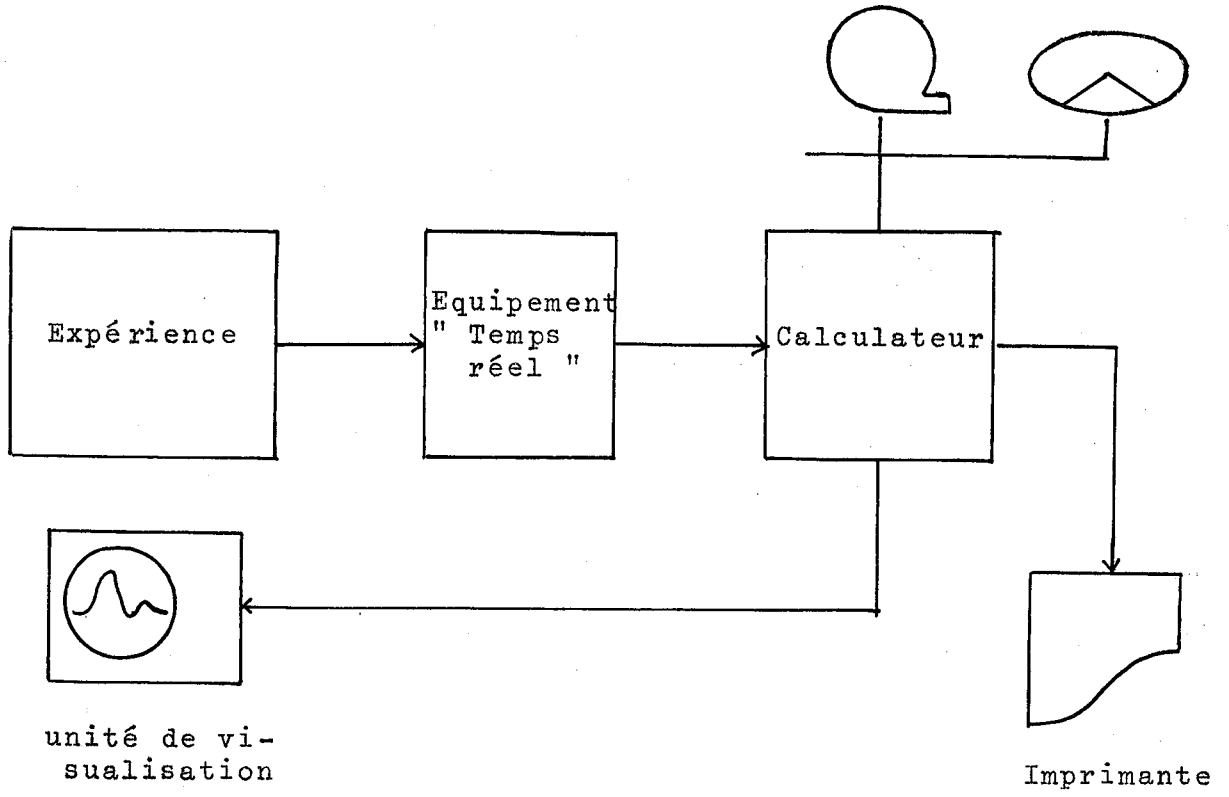 Expérience
Equipement
" Temps
réel "
Calculateur
unité de vi-
sualisation
Imprimante